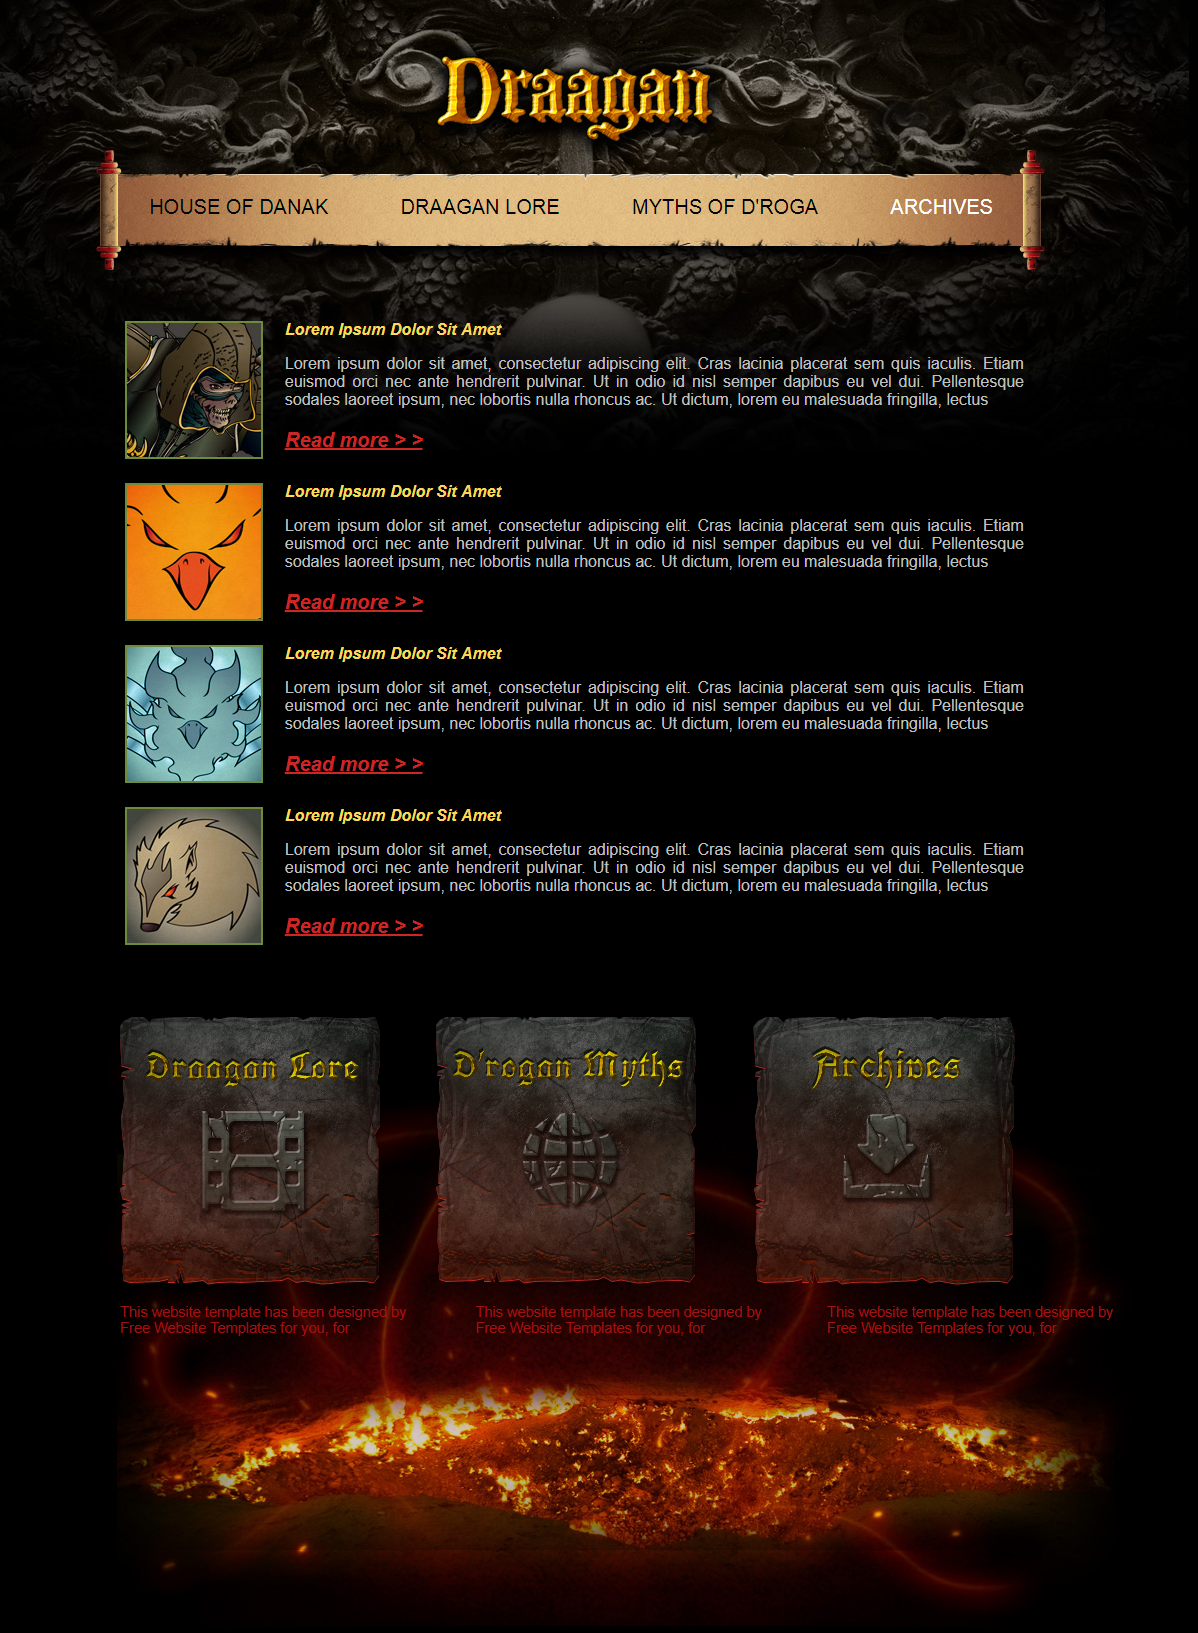 Draagan
HOUSE OF DANAK
DRAAGAN LORE
MYTHS OF D'ROGA
ARCHIVES
Lorem Ipsum Dolor Sit Amet
Lorem ipsum dolor sit amet, consectetur adipiscing elit. Cras lacinia placerat sem quis iaculis. Etiam
euismod orci nec ante hendrerit pulvinar. Ut in odio id nisl semper dapibus eu vel dui. Pellentesque
sodales laoreet ipsum, nec lobortis nulla rhoncus ac. Ut dictum, lorem eu malesuada fringilla, lectus
Read more > >
Lorem Ipsum Dolor Sit Amet
Lorem ipsum dolor sit amet, consectetur adipiscing elit. Cras lacinia placerat sem quis iaculis. Etiam
euismod orci nec ante hendrerit pulvinar. Ut in odio id nisl semper dapibus eu vel dui. Pellentesque
sodales laoreet ipsum, nec lobortis nulla rhoncus ac. Ut dictum, lorem eu malesuada fringilla, lectus
Read more > >
Lorem Ipsum Dolor Sit Amet
Lorem ipsum dolor sit amet, consectetur adipiscing elit. Cras lacinia placerat sem quis iaculis. Etiam
euismod orci nec ante hendrerit pulvinar. Ut in odio id nisl semper dapibus eu vel dui. Pellentesque
sodales laoreet ipsum, nec lobortis nulla rhoncus ac. Ut dictum, lorem eu malesuada fringilla, lectus
Read more > >
Lorem Ipsum Dolor Sit Amet
Lorem ipsum dolor sit amet, consectetur adipiscing elit. Cras lacinia placerat sem quis iaculis. Etiam
euismod orci nec ante hendrerit pulvinar. Ut in odio id nisl semper dapibus eu vel dui. Pellentesque
sodales laoreet ipsum, nec lobortis nulla rhoncus ac. Ut dictum, lorem eu malesuada fringilla, lectus
Read more > >
Draagan Lore
This website template has been designed by
Free Website Templates for you, for
D'rogan Myths
This website template has been designed by
Free Website Templates for you, for
Archives
This website template has been designed by
Free Website Templates for you, for